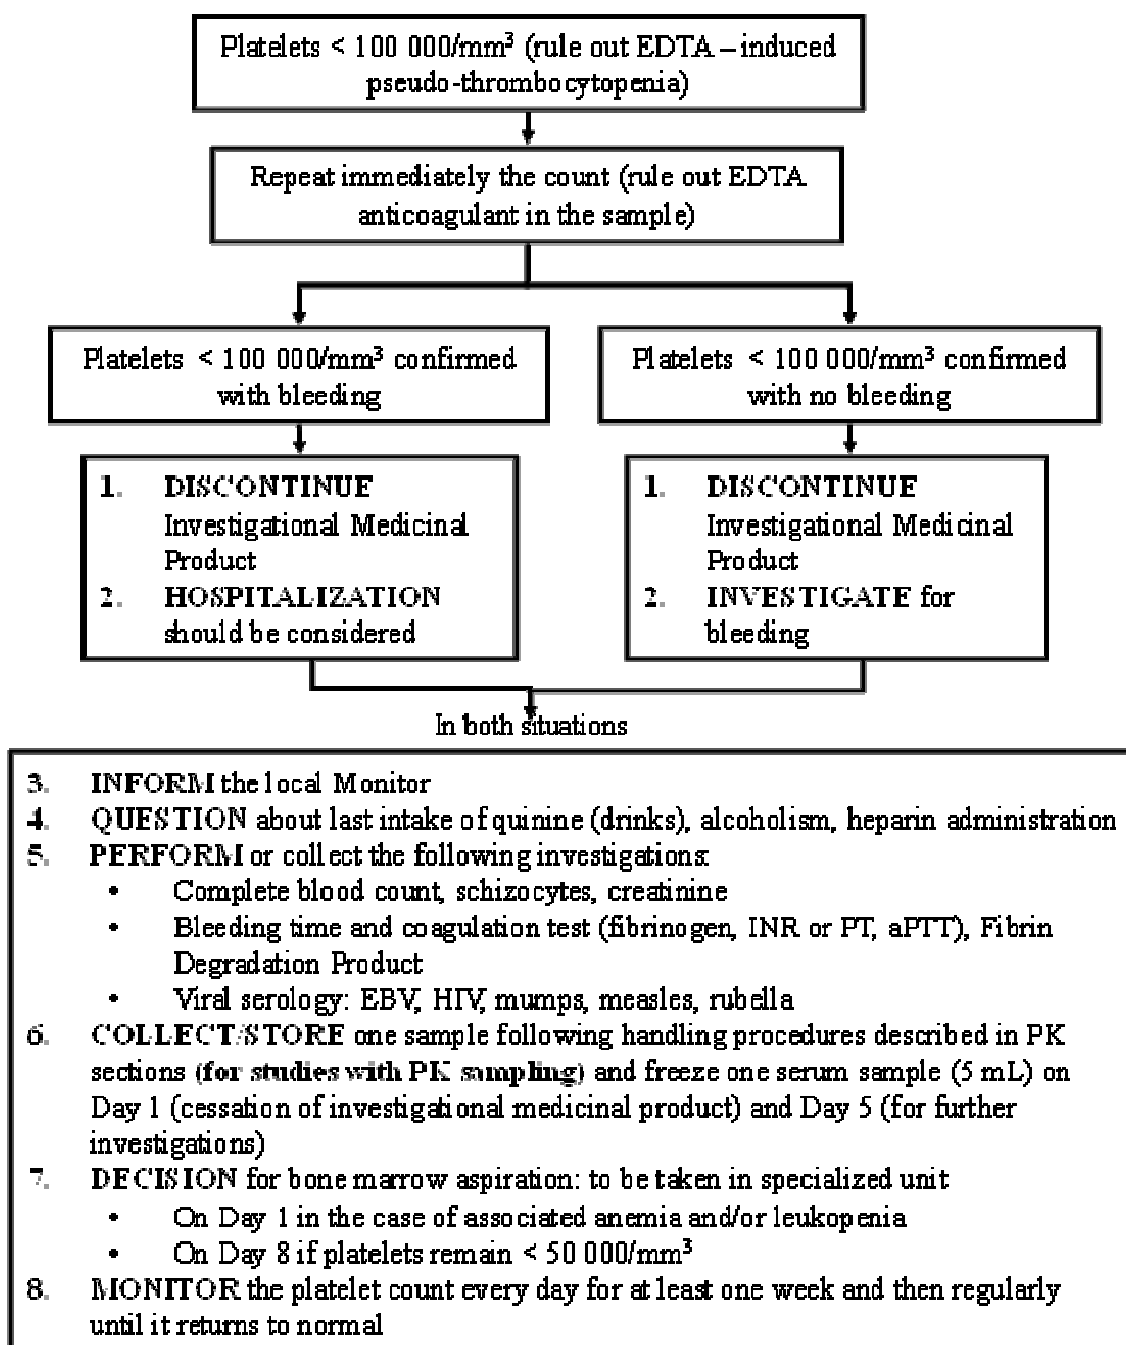 Platelets < 100 000/mm³ (rule out EDTA – induced
pseudo-thrombocytopenia)
Repeat immediately the count (rule out EDTA
anticoagulant in the sample)
Platelets < 100 000/mm³ confirmed
with bleeding
Platelets < 100 000/mm³ confirmed
with no bleeding
1. DISCONTINUE
Investigational Medicinal
Product
2. HOSPITALIZATION
should be considered
1. DISCONTINUE
Investigational Medicinal
Product
2. INVESTIGATE for
bleeding
In both situations
3. INFORM the local Monitor
4. QUESTION about last intake of quinine (drinks), alcoholism, heparin administration
5. PERFORM or collect the following investigations:
• Complete blood count, schizocytes, creatinine
• Bleeding time and coagulation test (fibrinogen, INR or PT, aPTT), Fibrin
Degradation Product
• Viral serology: EBV, HIV, mumps, measles, rubella
6. COLLECT/STORE one sample following handling procedures described in PK
sections (for studies with PK sampling) and freeze one serum sample (5 mL) on
Day 1 (cessation of investigational medicinal product) and Day 5 (for further
investigations)
7. DECISION for bone marrow aspiration: to be taken in specialized unit
• On Day 1 in the case of associated anemia and/or leukopenia
• On Day 8 if platelets remain < 50 000/mm³
8. MONITOR the platelet count every day for at least one week and then regularly
until it returns to normal